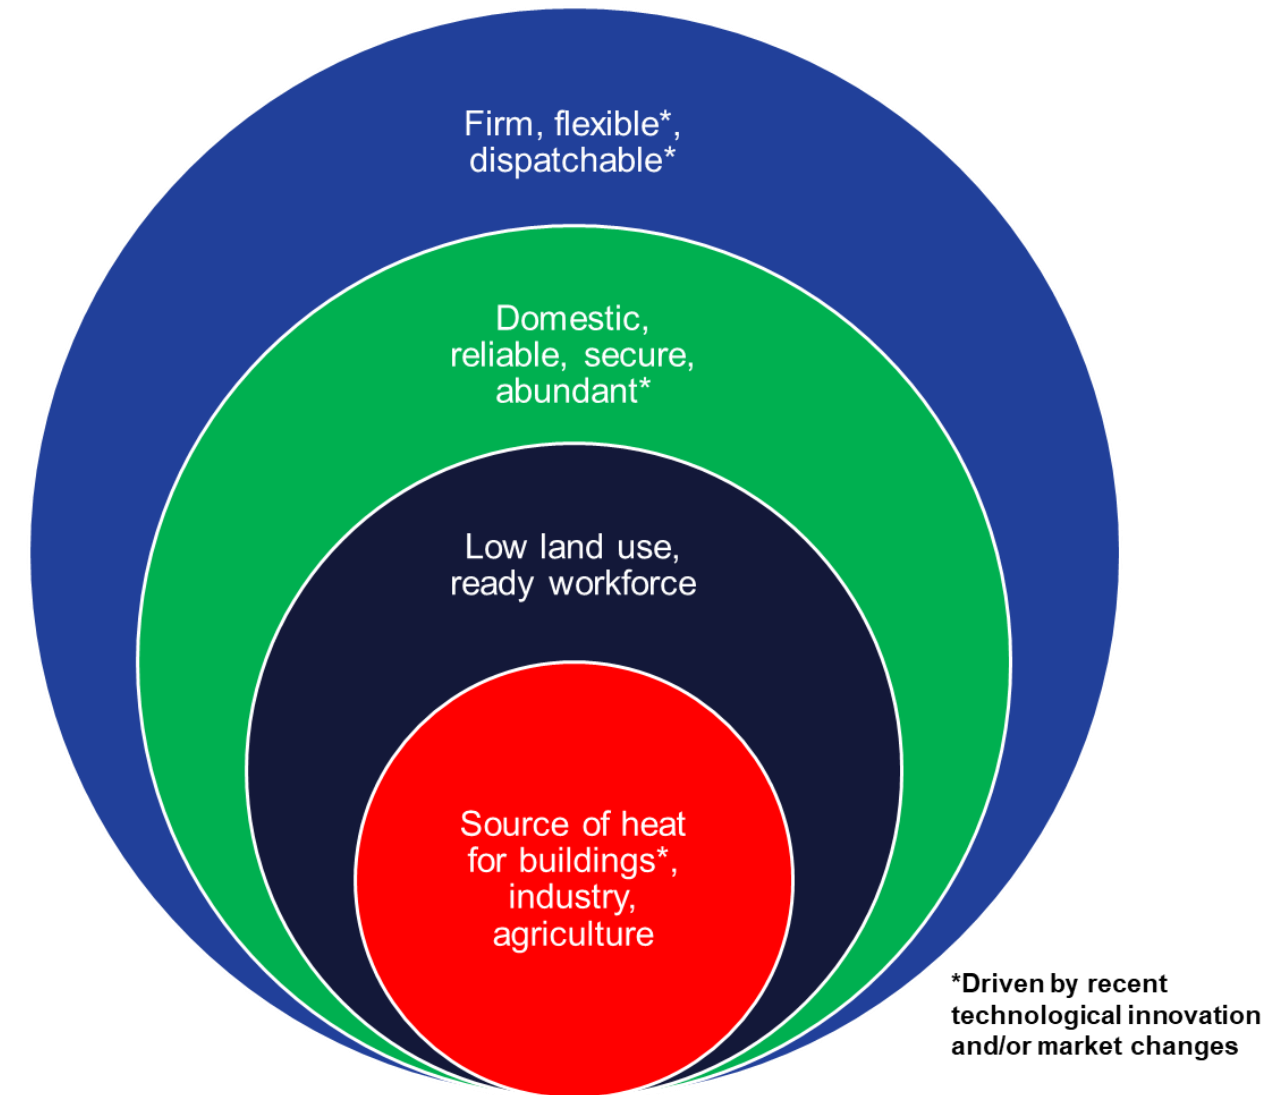 Firm, flexible*,
dispatchable*
Domestic,
reliable, secure,
abundant*
Low land use,
ready workforce
Source of heat
for buildings*,
industry,
agriculture
*Driven by recent
technological innovation
and/or market changes